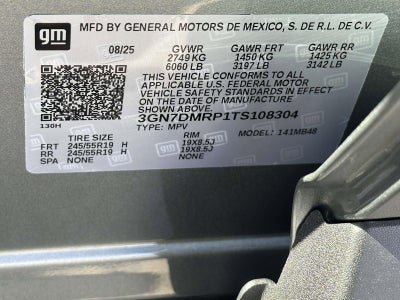 gm MFD BY GENERAL MOTORS DE MEXICO, S. DE R.L. DE C.V.
08/25 GVWR GAWR FRT GAWR RR
2749 KG 1450 KG 1425 KG
6060 LB 3197 LB 3142 LB
THIS VEHICLE CONFORMS TO ALL
APPLICABLE U.S. FEDERAL MOTOR
VEHICLE SAFETY STANDARDS IN EFFECT
ON THE DATE OF MANUFACTURE SHOWN ABOVE.
3GN7DMRP1TS108304
130H TYPE: MPV MODEL: 141MB48
TIRE SIZE RIM
FRT 245/55R19 H 19X8.5J
RR 245/55R19 H 19X8.5J
SPA NONE NONE